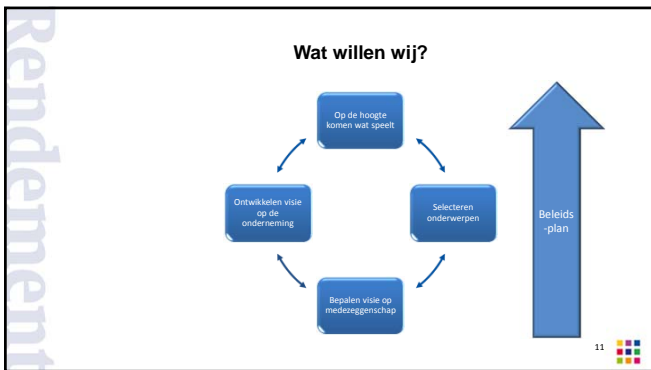 Rendement
Wat willen wij?
Op de hoogte
komen wat speelt
Ontwikkelen visie
op de
onderneming
Selecteren
onderwerpen
Bepalen visie op
medezeggenschap
Beleids
-plan
11